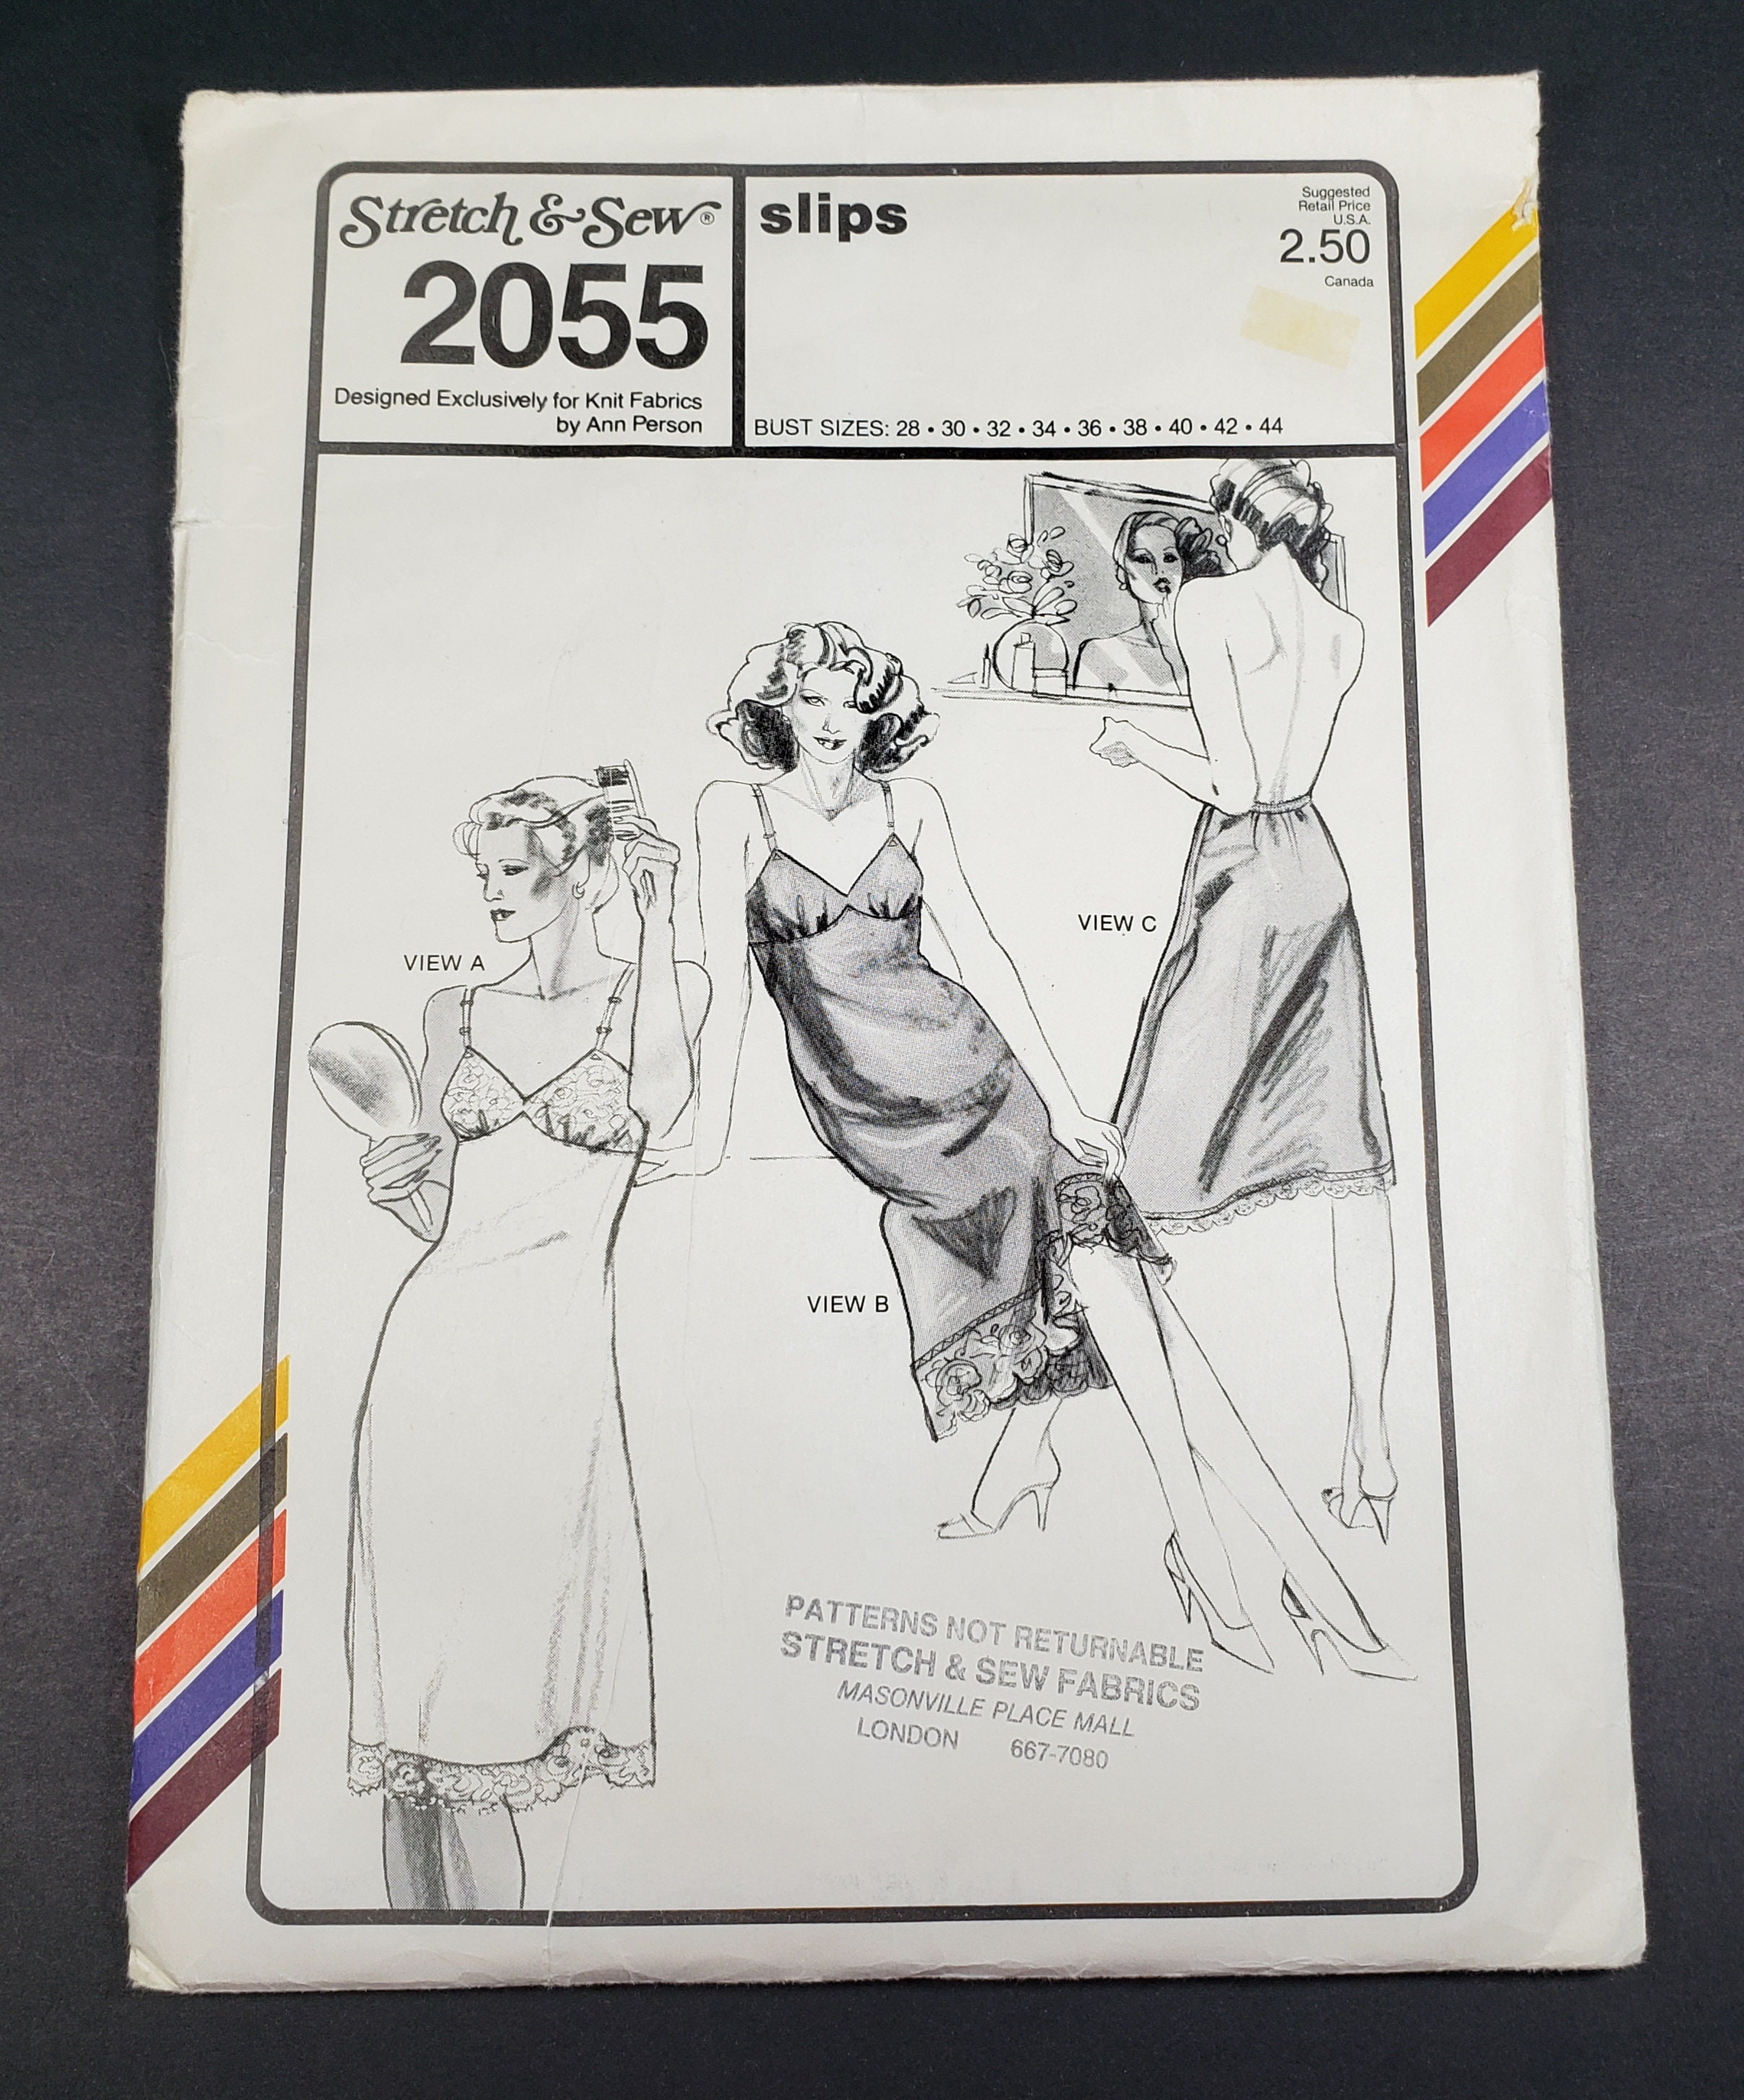 Stretch & Sew®
2055
Designed Exclusively for Knit Fabrics
by Ann Person
slips
Suggested
Retail Price
U.S.A.
2.50
Canada
BUST SIZES: 28 • 30 • 32 • 34 • 36 • 38 • 40 • 42 • 44
VIEW C
VIEW A
VIEW B
PATTERNS NOT RETURNABLE
STRETCH & SEW FABRICS
MASONVILLE PLACE MALL
LONDON 667-7080